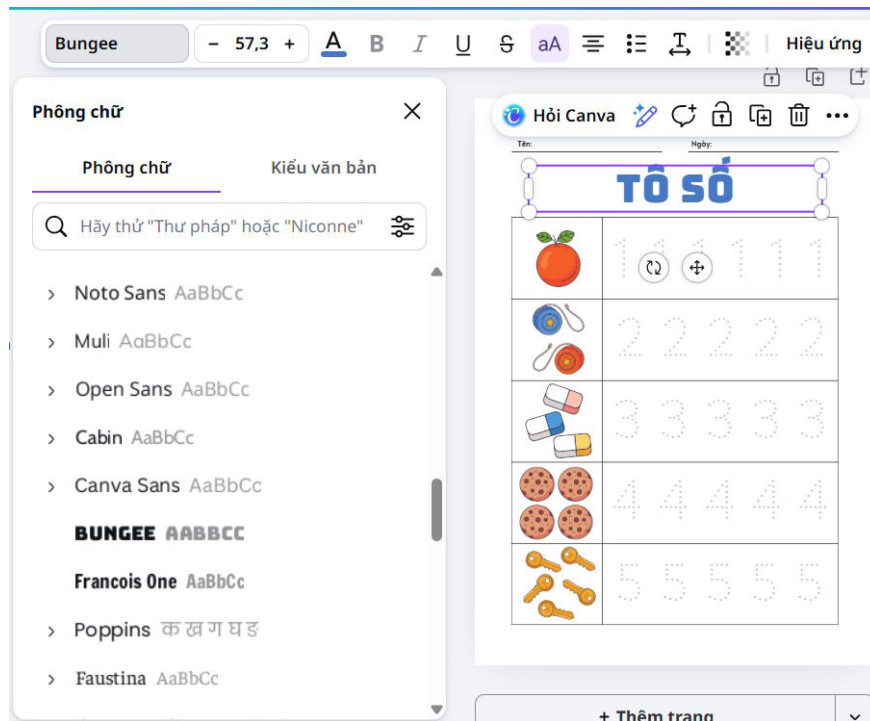 Bungee
- 57,3 +
A B I U S aA T Hiệu ứng
Phông chữ
Phông chữ Kiểu văn bản
Hãy thử "Thư pháp" hoặc "Niconne"
Noto Sans AaBbCc
Muli AaBbCc
Open Sans AaBbCc
Cabin AaBbCc
Canva Sans AaBbCc
BUNGEE AABBCC
Francois One AaBbCc
Poppins क ख ग घ ङ
Faustina AaBbCc
Hỏi Canva
Tên: Ngày:
TÔ SỐ
1 1 1 1 1
2 2 2 2 2
3 3 3 3 3
4 4 4 4 4
5 5 5 5 5
+ Thêm trang